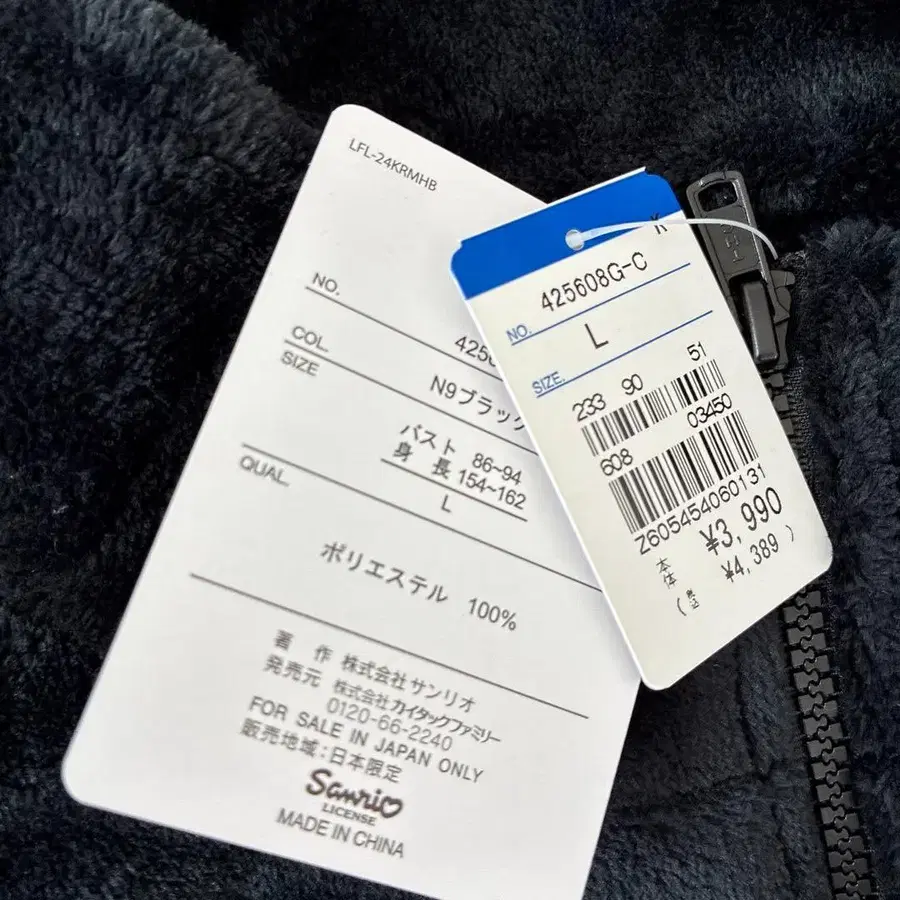 LFL-24KRMHB
NO.
425
COL.
N9ブラック
SIZE
バスト 86~94
身長 154~162
L
QUAL.
ポリエステル 100%
著作 株式会社サンリオ
発売元 株式会社カイタックファミリー
0120-66-2240
FOR SALE IN JAPAN ONLY
販売地域:日本限定
Sanrio
LICENSE
MADE IN CHINA
K
425608G-C
NO.
L
SIZE.
233 90 51
03450
608
Z605454060131
本体 ¥3,990
(税込 ¥4,389)